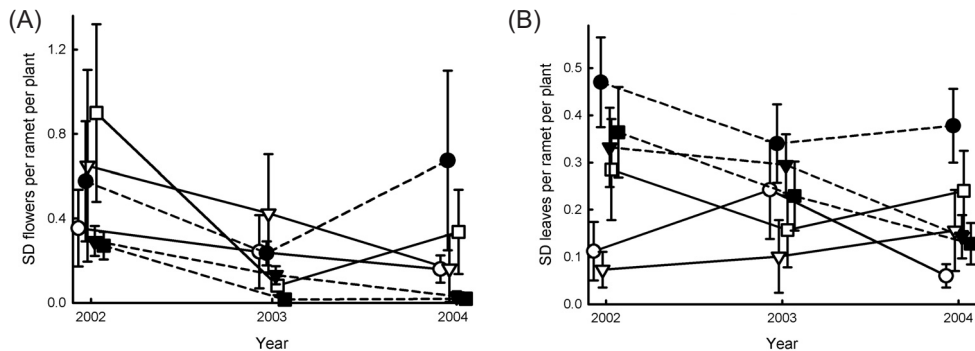 (A)
SD flowers per ramet per plant
1.2
0.8
0.4
0.0
2002
2003
2004
Year
(B)
SD leaves per ramet per plant
0.5
0.4
0.3
0.2
0.1
0.0
2002
2003
2004
Year